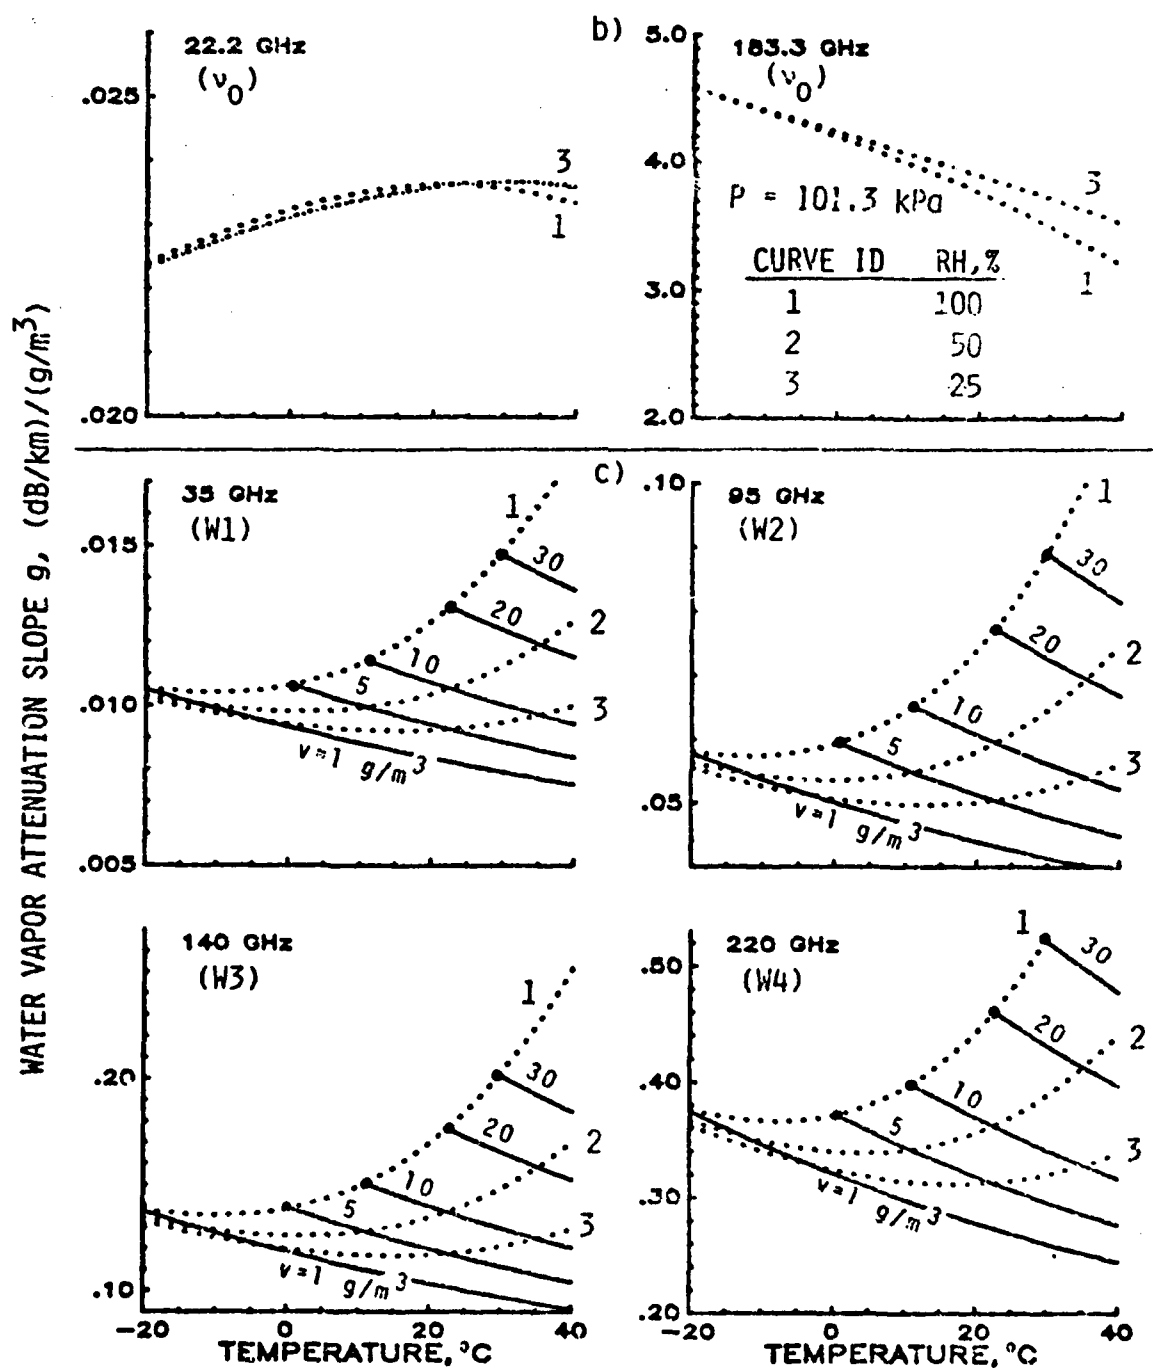 WATER VAPOR ATTENUATION SLOPE g, (dB/km)/(g/m³)
22.2 GHz
(ν₀)
.025
.020
3
1
b)
183.3 GHz
(ν₀)
5.0
4.0
3.0
2.0
P = 101.3 kPa
CURVE ID RH,%
1 100
2 50
3 25
3
1
35 GHz
(W1)
.015
.010
.005
1
30
20
2
10
5
3
v=1 g/m³
c)
95 GHz
(W2)
.10
.05
1
30
20
2
10
5
3
v=1 g/m³
140 GHz
(W3)
.20
.10
1
30
20
2
10
5
3
v=1 g/m³
-20 0 20 40
TEMPERATURE, °C
220 GHz
(W4)
.50
.40
.30
.20
1
30
20
2
10
5
3
v=1 g/m³
-20 0 20 40
TEMPERATURE, °C